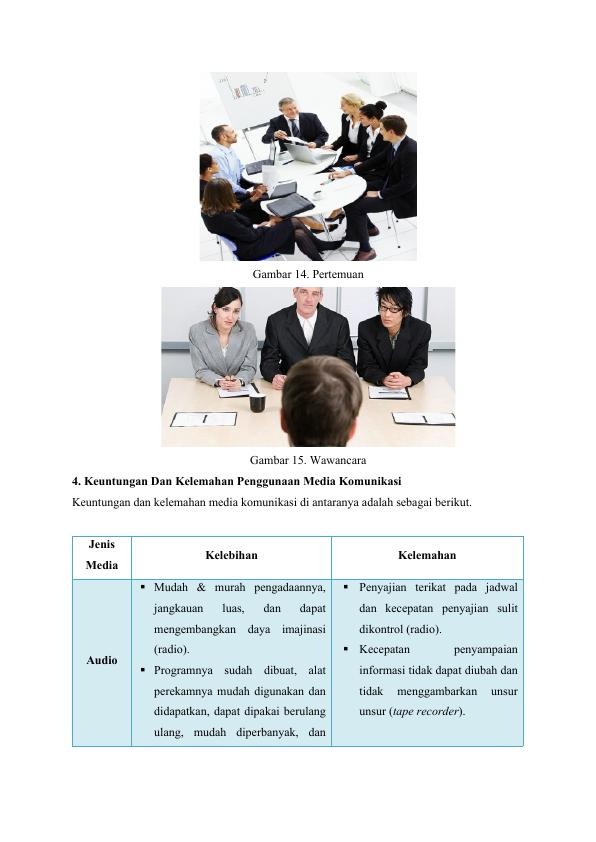 Gambar 14. Pertemuan
Gambar 15. Wawancara
4. Keuntungan Dan Kelemahan Penggunaan Media Komunikasi
Keuntungan dan kelemahan media komunikasi di antaranya adalah sebagai berikut.
Jenis
Media
Kelebihan
Kelemahan
Audio
▪ Mudah & murah pengadaannya,
jangkauan luas, dan dapat
mengembangkan daya imajinasi
(radio).
▪ Programnya sudah dibuat, alat
perekamnya mudah digunakan dan
didapatkan, dapat dipakai berulang
ulang, mudah diperbanyak, dan
▪ Penyajian terikat pada jadwal
dan kecepatan penyajian sulit
dikontrol (radio).
▪ Kecepatan penyampaian
informasi tidak dapat diubah dan
tidak menggambarkan unsur
unsur (tape recorder).